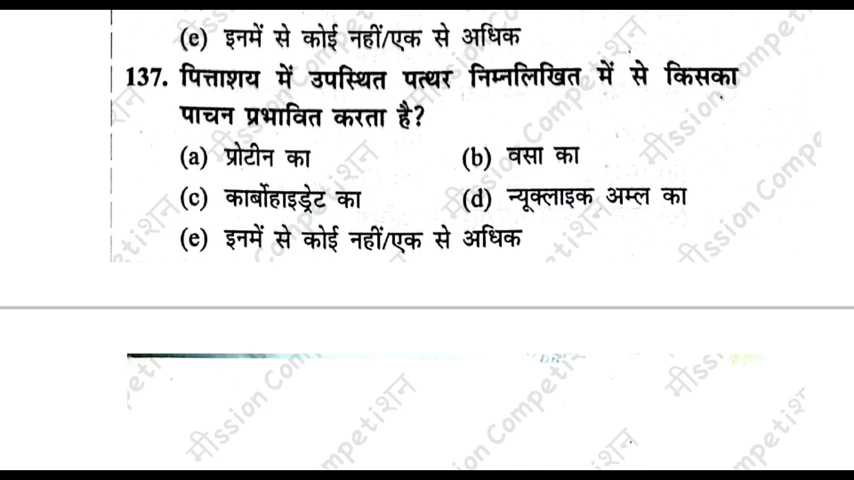 (e) इनमें से कोई नहीं/एक से अधिक
137. पित्ताशय में उपस्थित पत्थर निम्नलिखित में से किसका
पाचन प्रभावित करता है?
(a) प्रोटीन का (b) वसा का
(c) कार्बोहाइड्रेट का (d) न्यूक्लाइक अम्ल का
(e) इनमें से कोई नहीं/एक से अधिक